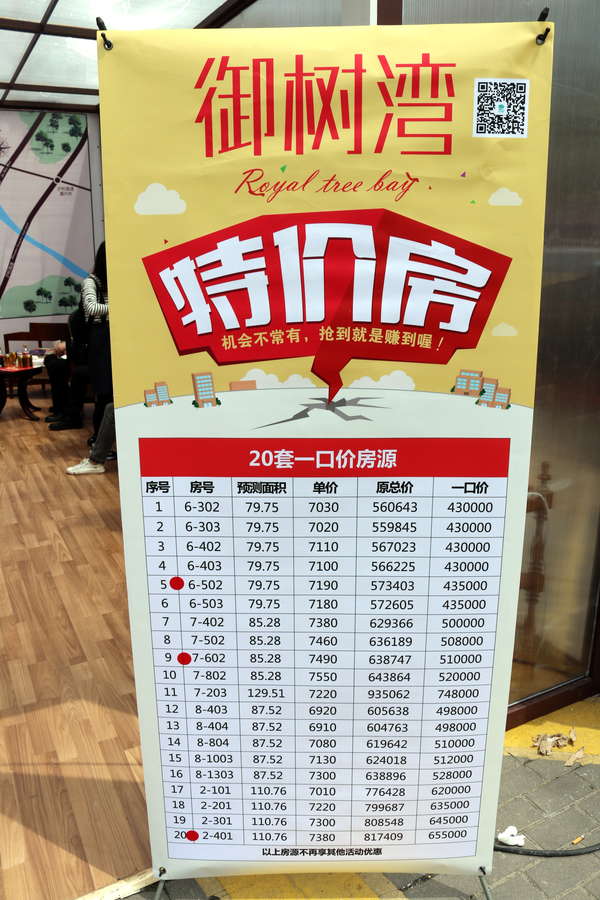 御树湾
Royal tree bay
特价房
机会不常有，抢到就是赚到喔！
20套一口价房源
序号 房号 预测面积 单价 原总价 一口价
1 6-302 79.75 7030 560643 430000
2 6-303 79.75 7020 559845 430000
3 6-402 79.75 7110 567023 430000
4 6-403 79.75 7100 566225 430000
5 6-502 79.75 7190 573403 435000
6 6-503 79.75 7180 572605 435000
7 7-402 85.28 7380 629366 500000
8 7-502 85.28 7460 636189 508000
9 7-602 85.28 7490 638747 510000
10 7-802 85.28 7550 643864 520000
11 7-203 129.51 7220 935062 748000
12 8-403 87.52 6920 605638 498000
13 8-404 87.52 6910 604763 498000
14 8-804 87.52 7080 619642 510000
15 8-1003 87.52 7130 624018 512000
16 8-1303 87.52 7300 638896 528000
17 2-101 110.76 7010 776428 620000
18 2-201 110.76 7220 799687 635000
19 2-301 110.76 7300 808548 645000
20 2-401 110.76 7380 817409 655000
以上房源不再享其他活动优惠